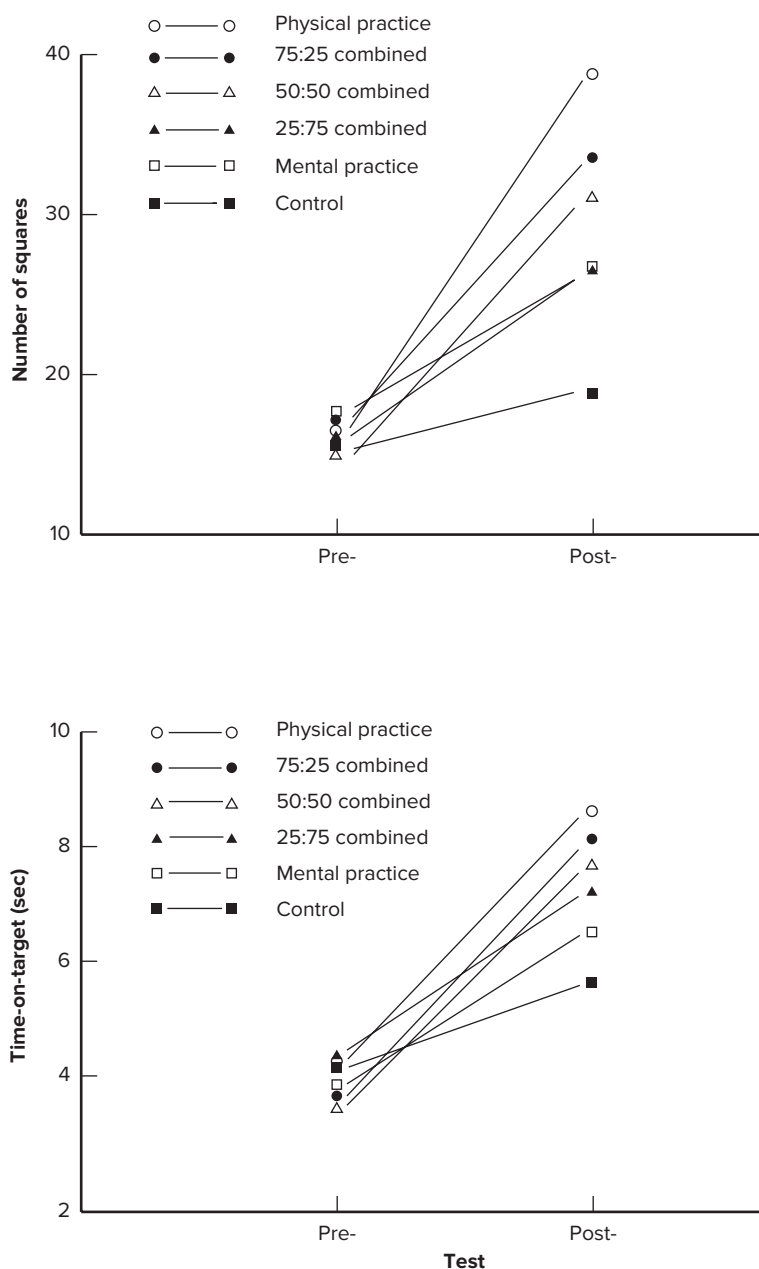 Physical practice
40
75:25 combined
50:50 combined
25:75 combined
Mental practice
Control
30
Number of squares
20
10
Pre-
Post-
10
Physical practice
75:25 combined
50:50 combined
25:75 combined
Mental practice
Control
8
Time-on-target (sec)
6
4
2
Pre-
Post-
Test